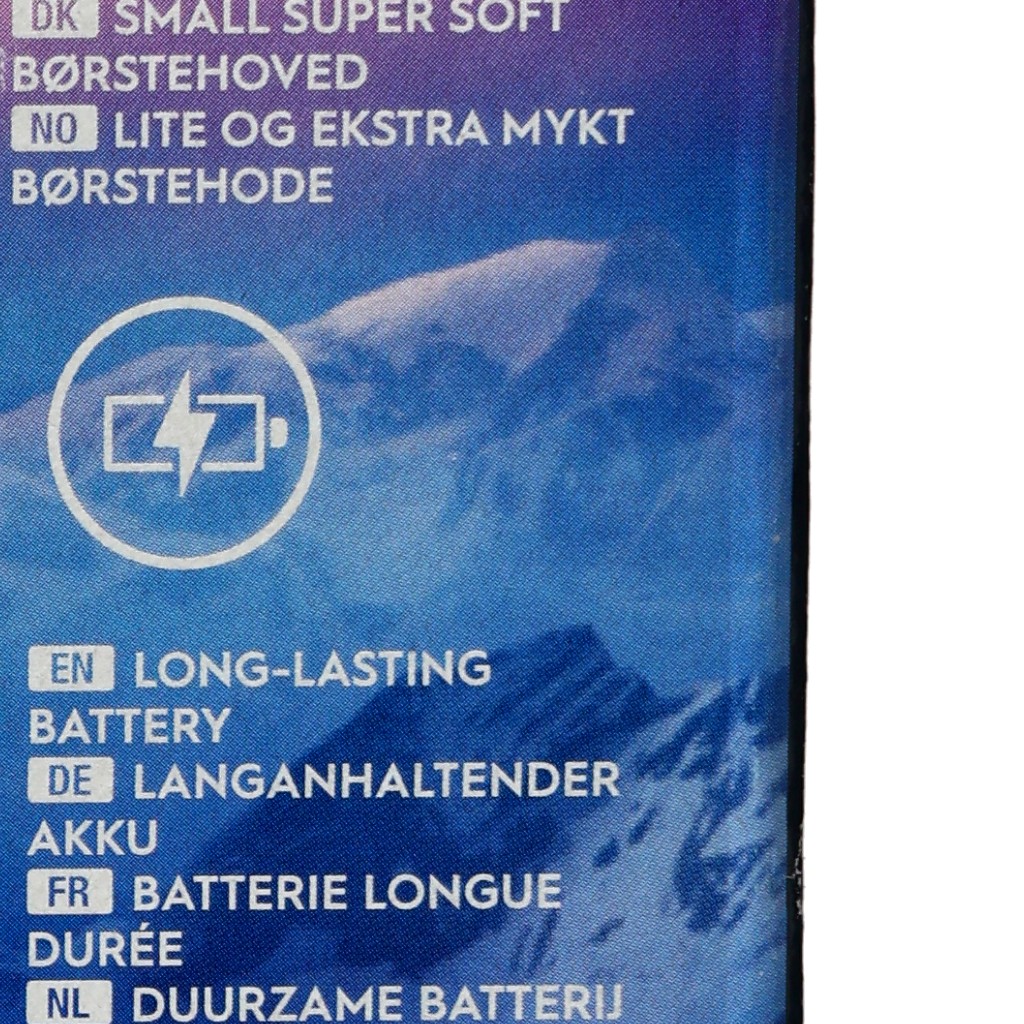 DK SMALL SUPER SOFT
BØRSTEHOVED
NO LITE OG EKSTRA MYKT
BØRSTEHODE
EN LONG-LASTING
BATTERY
DE LANGANHALTENDER
AKKU
FR BATTERIE LONGUE
DURÉE
NL DUURZAME BATTERIJ